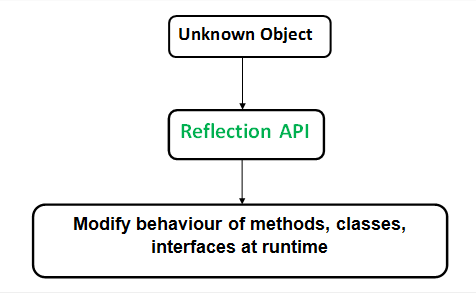 Unknown Object
Reflection API
Modify behaviour of methods, classes,
interfaces at runtime